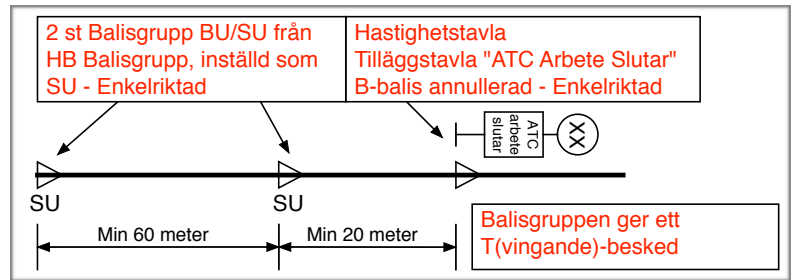 2 st Balisgrupp BU/SU från
HB Balisgrupp, inställd som
SU - Enkelriktad
Hastighetstavla
Tilläggstavla "ATC Arbete Slutar"
B-balis annullerad - Enkelriktad
ATC
arbete
slutar
XX
SU
SU
Min 60 meter
Min 20 meter
Balisgruppen ger ett
T(vingande)-besked